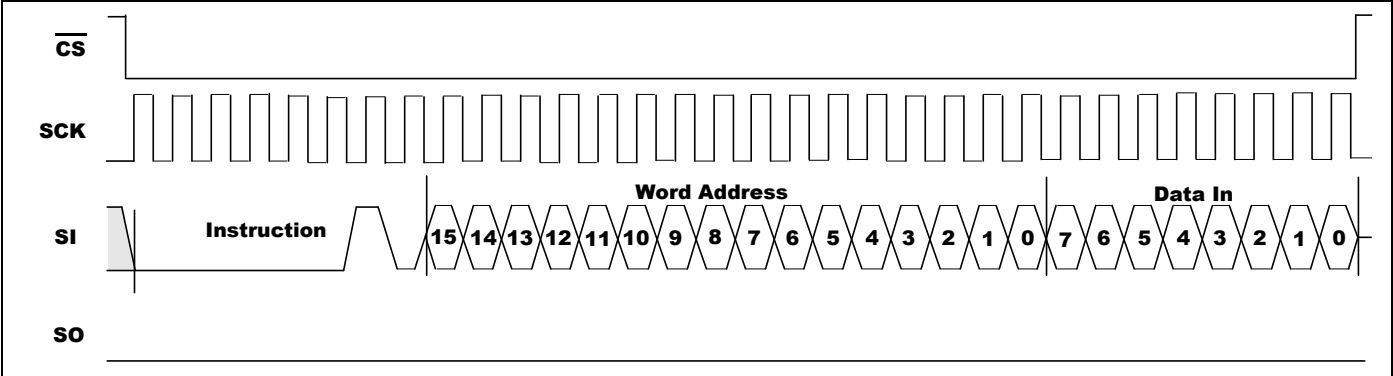 CS
SCK
Word Address
Data In
SI
Instruction
15 14 13 12 11 10 9 8 7 6 5 4 3 2 1 0 7 6 5 4 3 2 1 0
SO